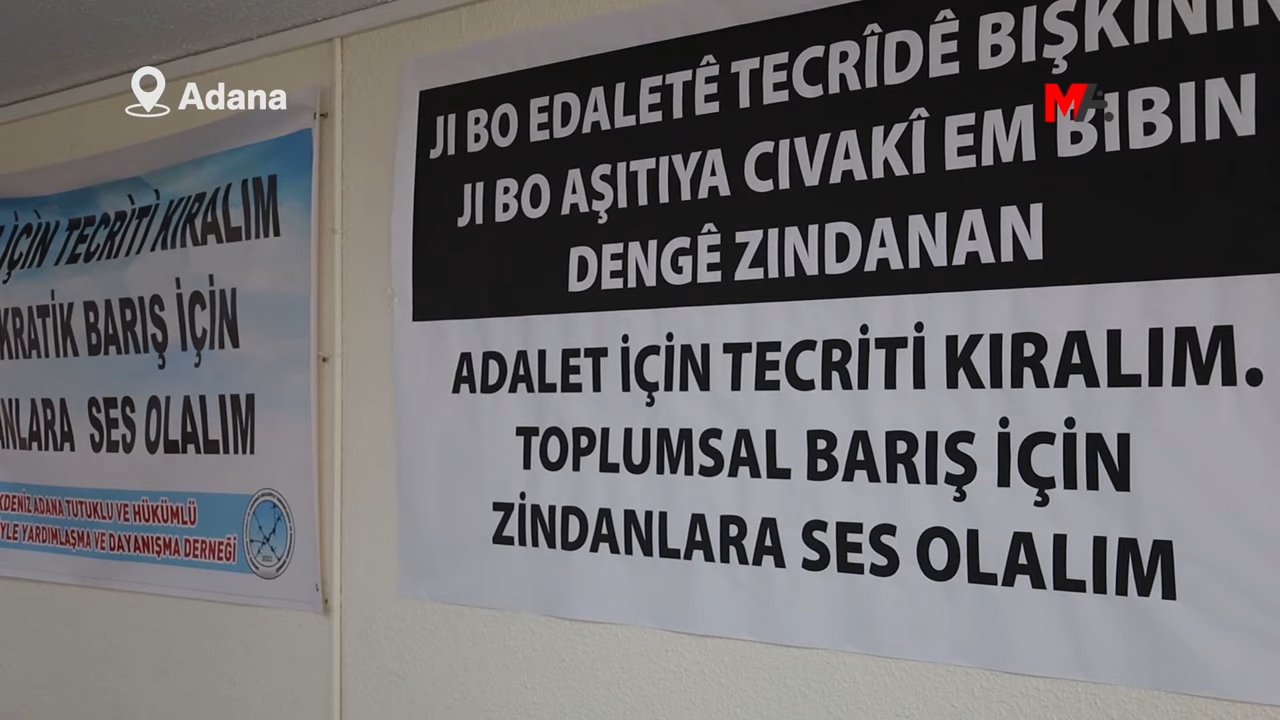 Adana
İÇİN TECRİTİ KIRALIM
KRATİK BARIŞ İÇİN
ANLARA SES OLALIM
KDENİZ ADANA TUTUKLU VE HÜKÜMLÜ
YLE YARDIMLAŞMA VE DAYANIŞMA DERNEĞİ
JI BO EDALETÊ TECRÎDÊ BIŞKINÎN
JI BO AŞITIYA CIVAKÎ EM BIBIN
DENGÊ ZINDANAN
ADALET İÇİN TECRİTİ KIRALIM.
TOPLUMSAL BARIŞ İÇİN
ZİNDANLARA SES OLALIM